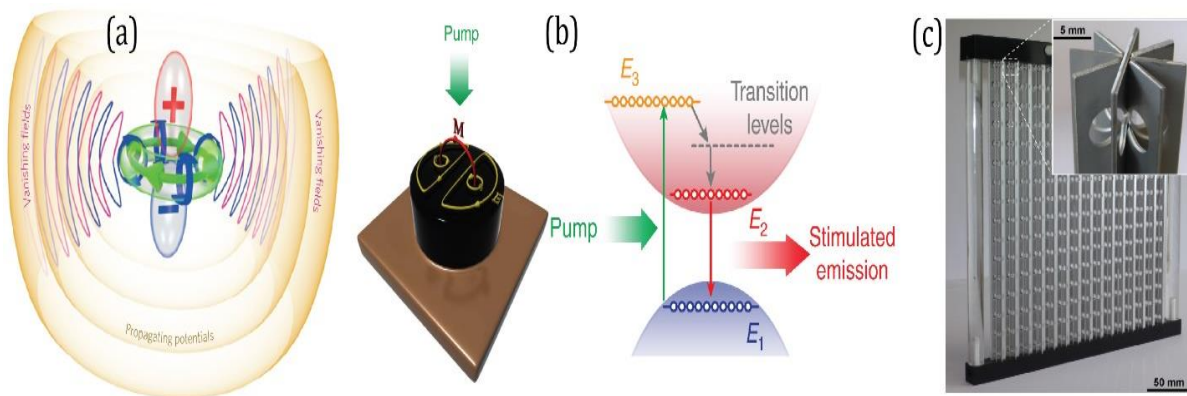 (a)
+
-
Vanishing fields
Vanishing fields
Propagating potentials
Pump
M
E
(b)
E3
Transition
levels
E2
Pump
Stimulated
emission
E1
(c)
5 mm
50 mm